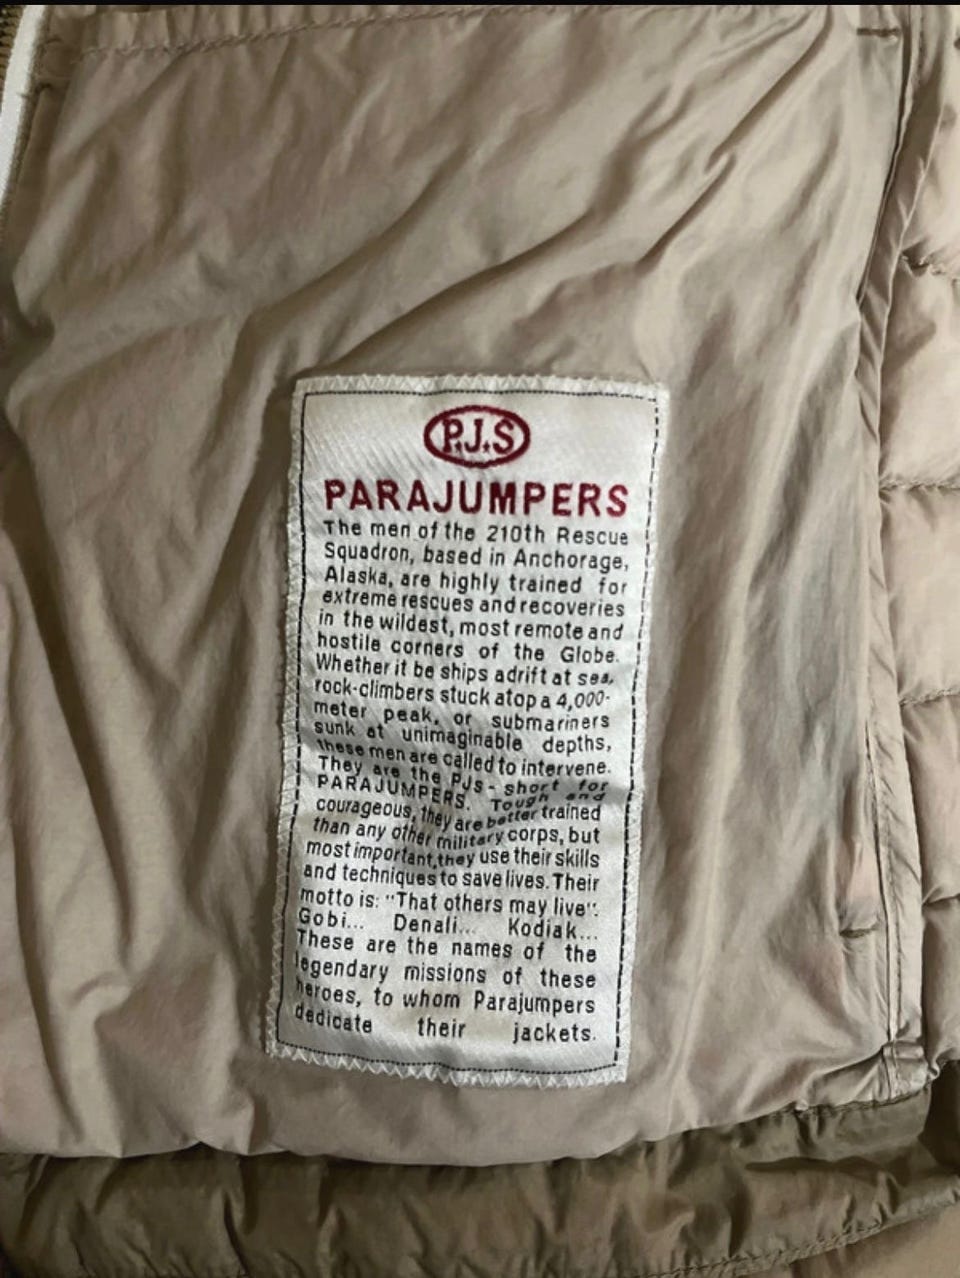 P.J.S
PARAJUMPERS
The men of the 210th Rescue
Squadron, based in Anchorage,
Alaska, are highly trained for
extreme rescues and recoveries
in the wildest, most remote and
hostile corners of the Globe.
Whether it be ships adrift at sea,
rock-climbers stuck atop a 4,000-
meter peak, or submariners
sunk at unimaginable depths,
these men are called to intervene.
They are the PJs - short for
PARAJUMPERS. Tough and
courageous, they are better trained
than any other military corps, but
most important, they use their skills
and techniques to save lives. Their
motto is: "That others may live".
Gobi... Denali... Kodiak...
These are the names of the
legendary missions of these
heroes, to whom Parajumpers
dedicate their jackets.